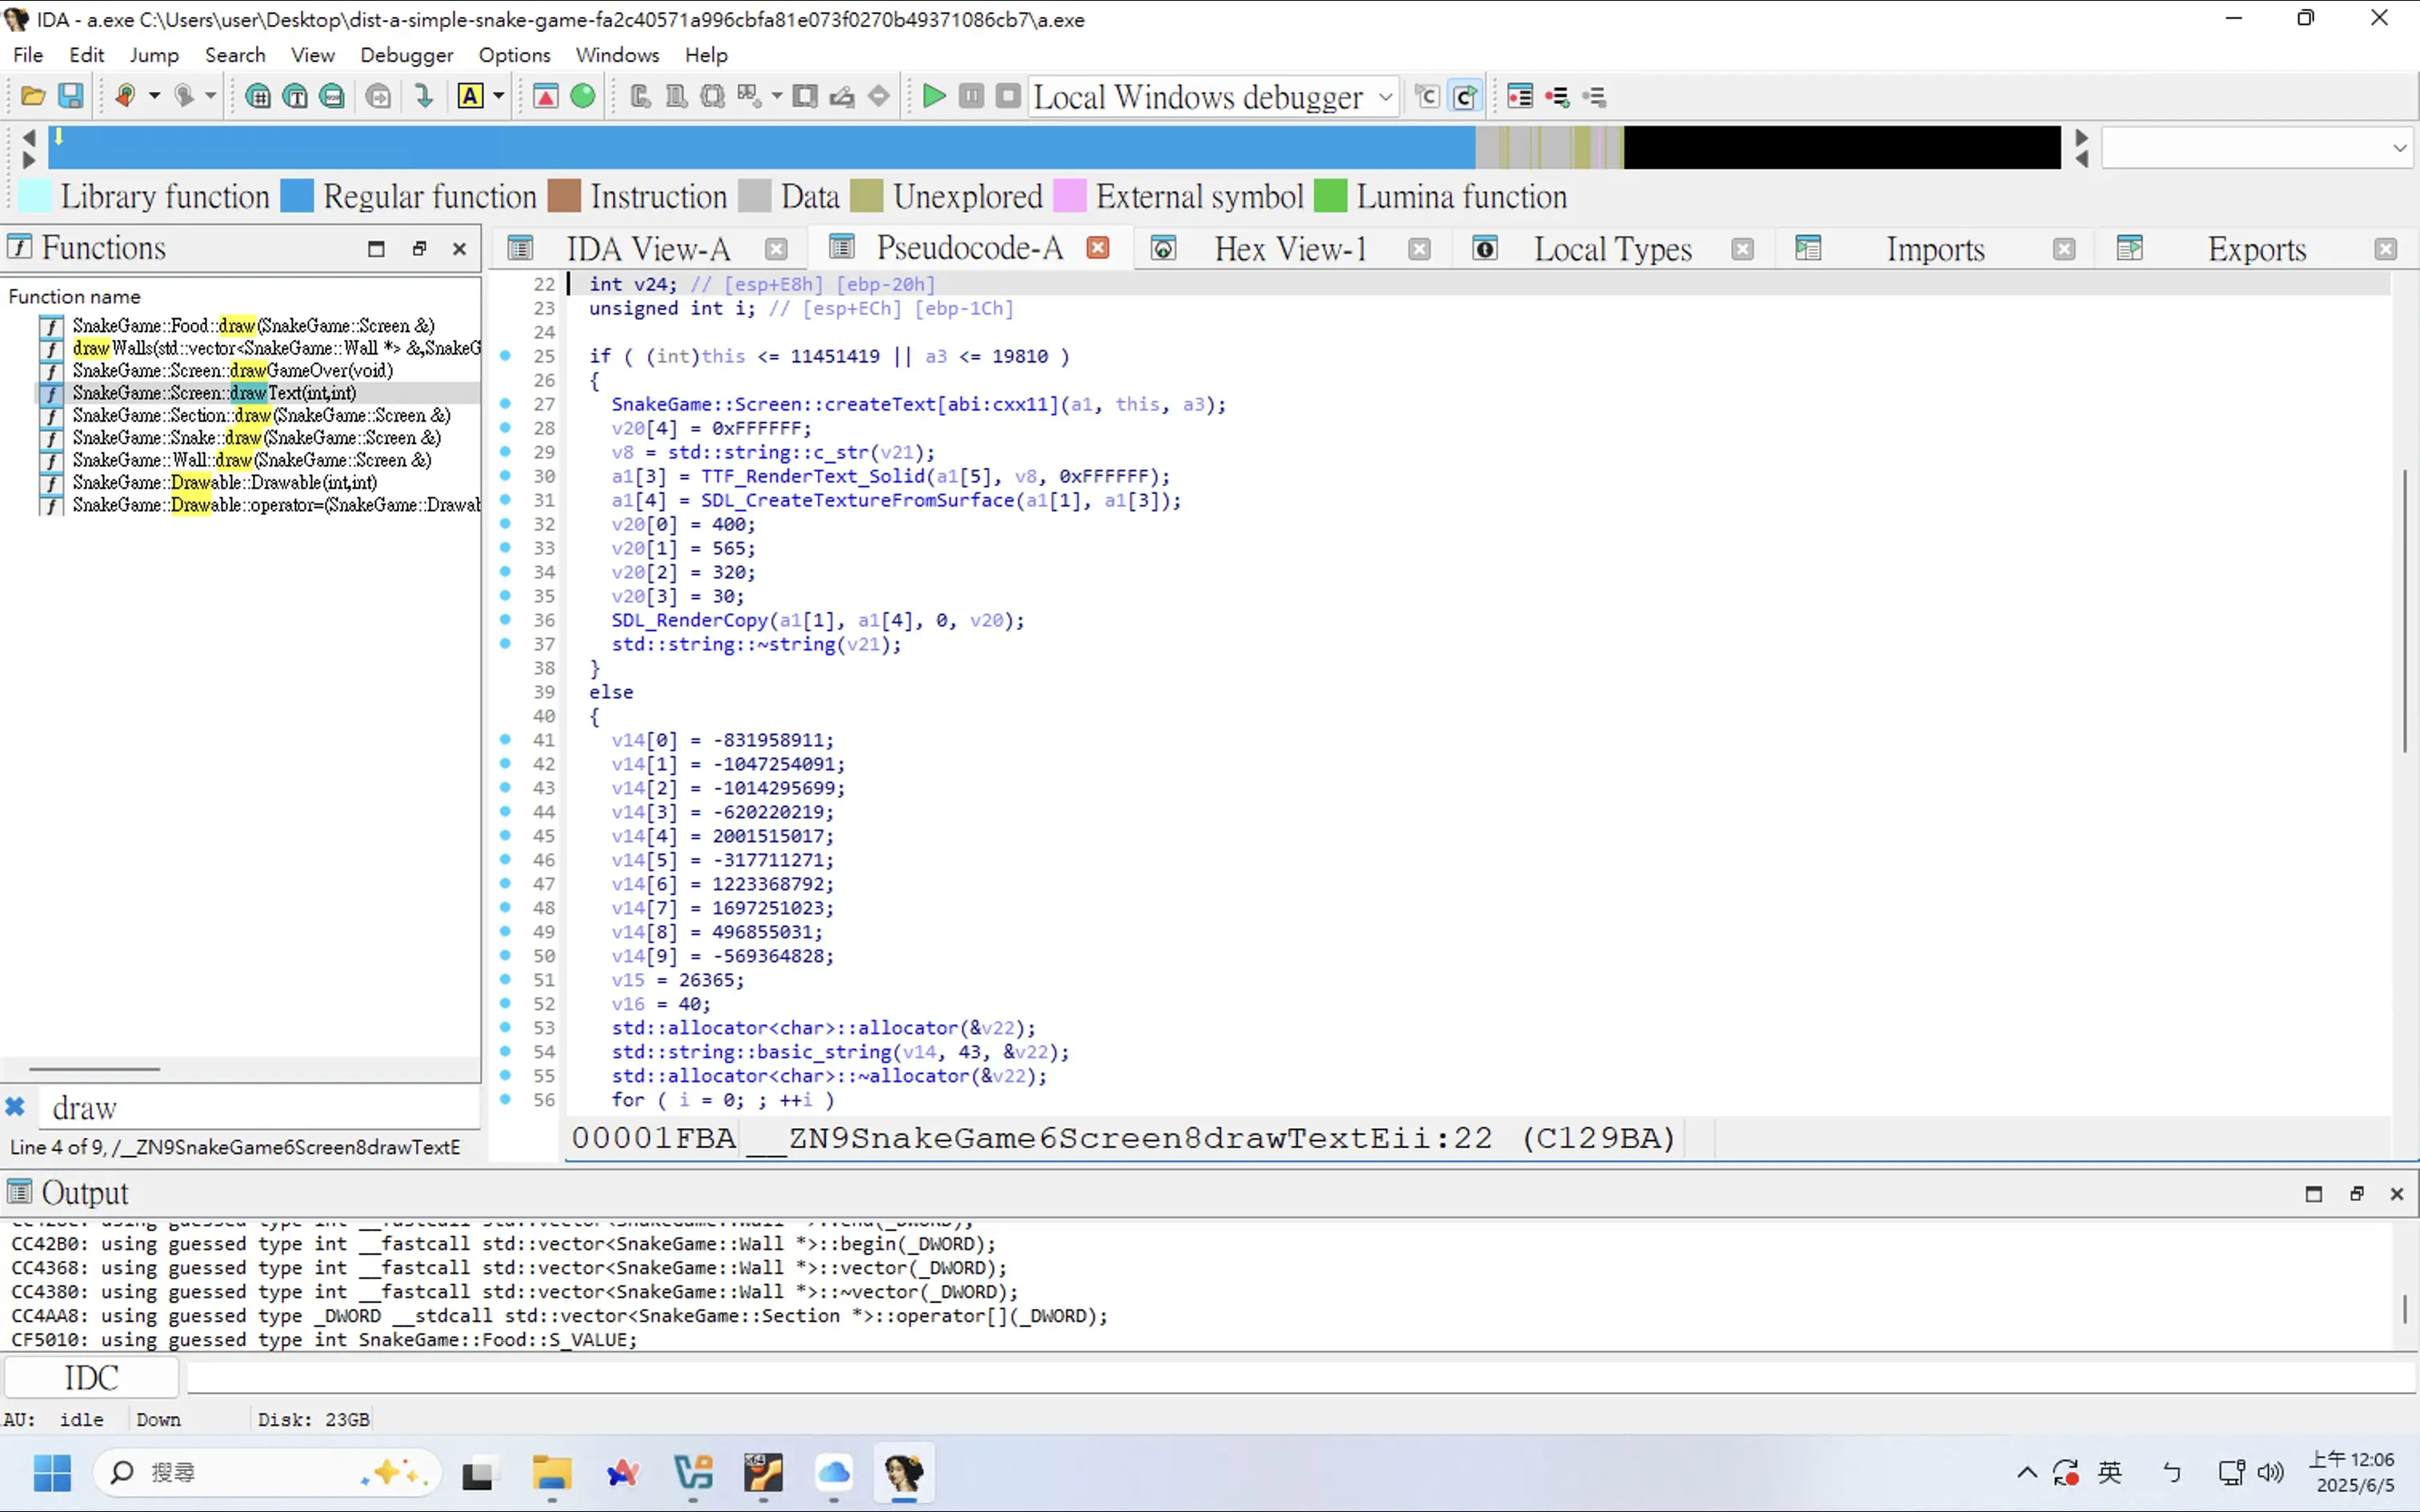 IDA - a.exe C:\Users\user\Desktop\dist-a-simple-snake-game-fa2c40571a996cbfa81e073f0270b49371086cb7\a.exe
File Edit Jump Search View Debugger Options Windows Help
Local Windows debugger
Library function Regular function Instruction Data Unexplored External symbol Lumina function
Functions
IDA View-A Pseudocode-A Hex View-1 Local Types Imports Exports
Function name
SnakeGame::Food::draw(SnakeGame::Screen &)
drawWalls(std::vector<SnakeGame::Wall *> &,SnakeG
SnakeGame::Screen::drawGameOver(void)
SnakeGame::Screen::drawText(int,int)
SnakeGame::Section::draw(SnakeGame::Screen &)
SnakeGame::Snake::draw(SnakeGame::Screen &)
SnakeGame::Wall::draw(SnakeGame::Screen &)
SnakeGame::Drawable::Drawable(int,int)
SnakeGame::Drawable::operator=(SnakeGame::Drawab
draw
Line 4 of 9, /__ZN9SnakeGame6Screen8drawTextE
22 int v24; // [esp+E8h] [ebp-20h]
23 unsigned int i; // [esp+ECh] [ebp-1Ch]
24
25 if ( (int)this <= 11451419 || a3 <= 19810 )
26 {
27 SnakeGame::Screen::createText[abi:cxx11](a1, this, a3);
28 v20[4] = 0xFFFFFF;
29 v8 = std::string::c_str(v21);
30 a1[3] = TTF_RenderText_Solid(a1[5], v8, 0xFFFFFF);
31 a1[4] = SDL_CreateTextureFromSurface(a1[1], a1[3]);
32 v20[0] = 400;
33 v20[1] = 565;
34 v20[2] = 320;
35 v20[3] = 30;
36 SDL_RenderCopy(a1[1], a1[4], 0, v20);
37 std::string::~string(v21);
38 }
39 else
40 {
41 v14[0] = -831958911;
42 v14[1] = -1047254091;
43 v14[2] = -1014295699;
44 v14[3] = -620220219;
45 v14[4] = 2001515017;
46 v14[5] = -317711271;
47 v14[6] = 1223368792;
48 v14[7] = 1697251023;
49 v14[8] = 496855031;
50 v14[9] = -569364828;
51 v15 = 26365;
52 v16 = 40;
53 std::allocator<char>::allocator(&v22);
54 std::string::basic_string(v14, 43, &v22);
55 std::allocator<char>::~allocator(&v22);
56 for ( i = 0; ; ++i )
00001FBA __ZN9SnakeGame6Screen8drawTextEii:22 (C129BA)
Output
CC42B0: using guessed type int __fastcall std::vector<SnakeGame::Wall *>::begin(_DWORD);
CC4368: using guessed type int __fastcall std::vector<SnakeGame::Wall *>::vector(_DWORD);
CC4380: using guessed type int __fastcall std::vector<SnakeGame::Wall *>::~vector(_DWORD);
CC4AA8: using guessed type _DWORD __stdcall std::vector<SnakeGame::Section *>::operator[](_DWORD);
CF5010: using guessed type int SnakeGame::Food::S_VALUE;
IDC
AU: idle Down Disk: 23GB
搜尋
英 ㄅ
上午 12:06
2025/6/5